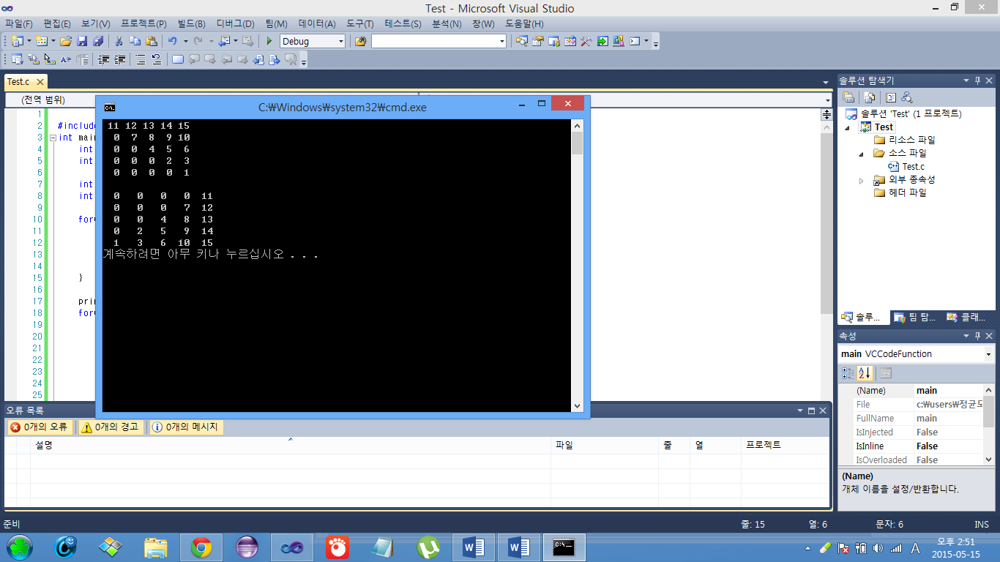 Test - Microsoft Visual Studio
파일(F) 편집(E) 보기(V) 프로젝트(P) 빌드(B) 디버그(D) 팀(M) 데이터(A) 도구(T) 테스트(S) 분석(N) 창(W) 도움말(H)
Debug
Test.c
(전역 범위)
1
2 #include
3 int main
4 int
5 int
6
7 int
8 int
9
10 for(
11
12
13
14
15 }
16
17 prin
18 for(
19
20
21
22
23
24
25
C:₩Windows₩system32₩cmd.exe
11 12 13 14 15
0 7 8 9 10
0 0 4 5 6
0 0 0 2 3
0 0 0 0 1
0 0 0 0 11
0 0 0 7 12
0 0 4 8 13
0 2 5 9 14
1 3 6 10 15
계속하려면 아무 키나 누르십시오 . . .
솔루션 탐색기
솔루션 'Test' (1 프로젝트)
Test
리소스 파일
소스 파일
Test.c
외부 종속성
헤더 파일
솔루... 팀 탐... 클래...
속성
main VCCodeFunction
(Name) main
File c:₩users₩정균모
FullName main
IsInjected False
IsInline False
IsOverloaded False
(Name)
개체 이름을 설정/반환합니다.
오류 목록
0개의 오류 0개의 경고 0개의 메시지
설명 파일 줄 열 프로젝트
준비 줄: 15 열: 6 문자: 6 INS
A
오후 2:51
2015-05-15